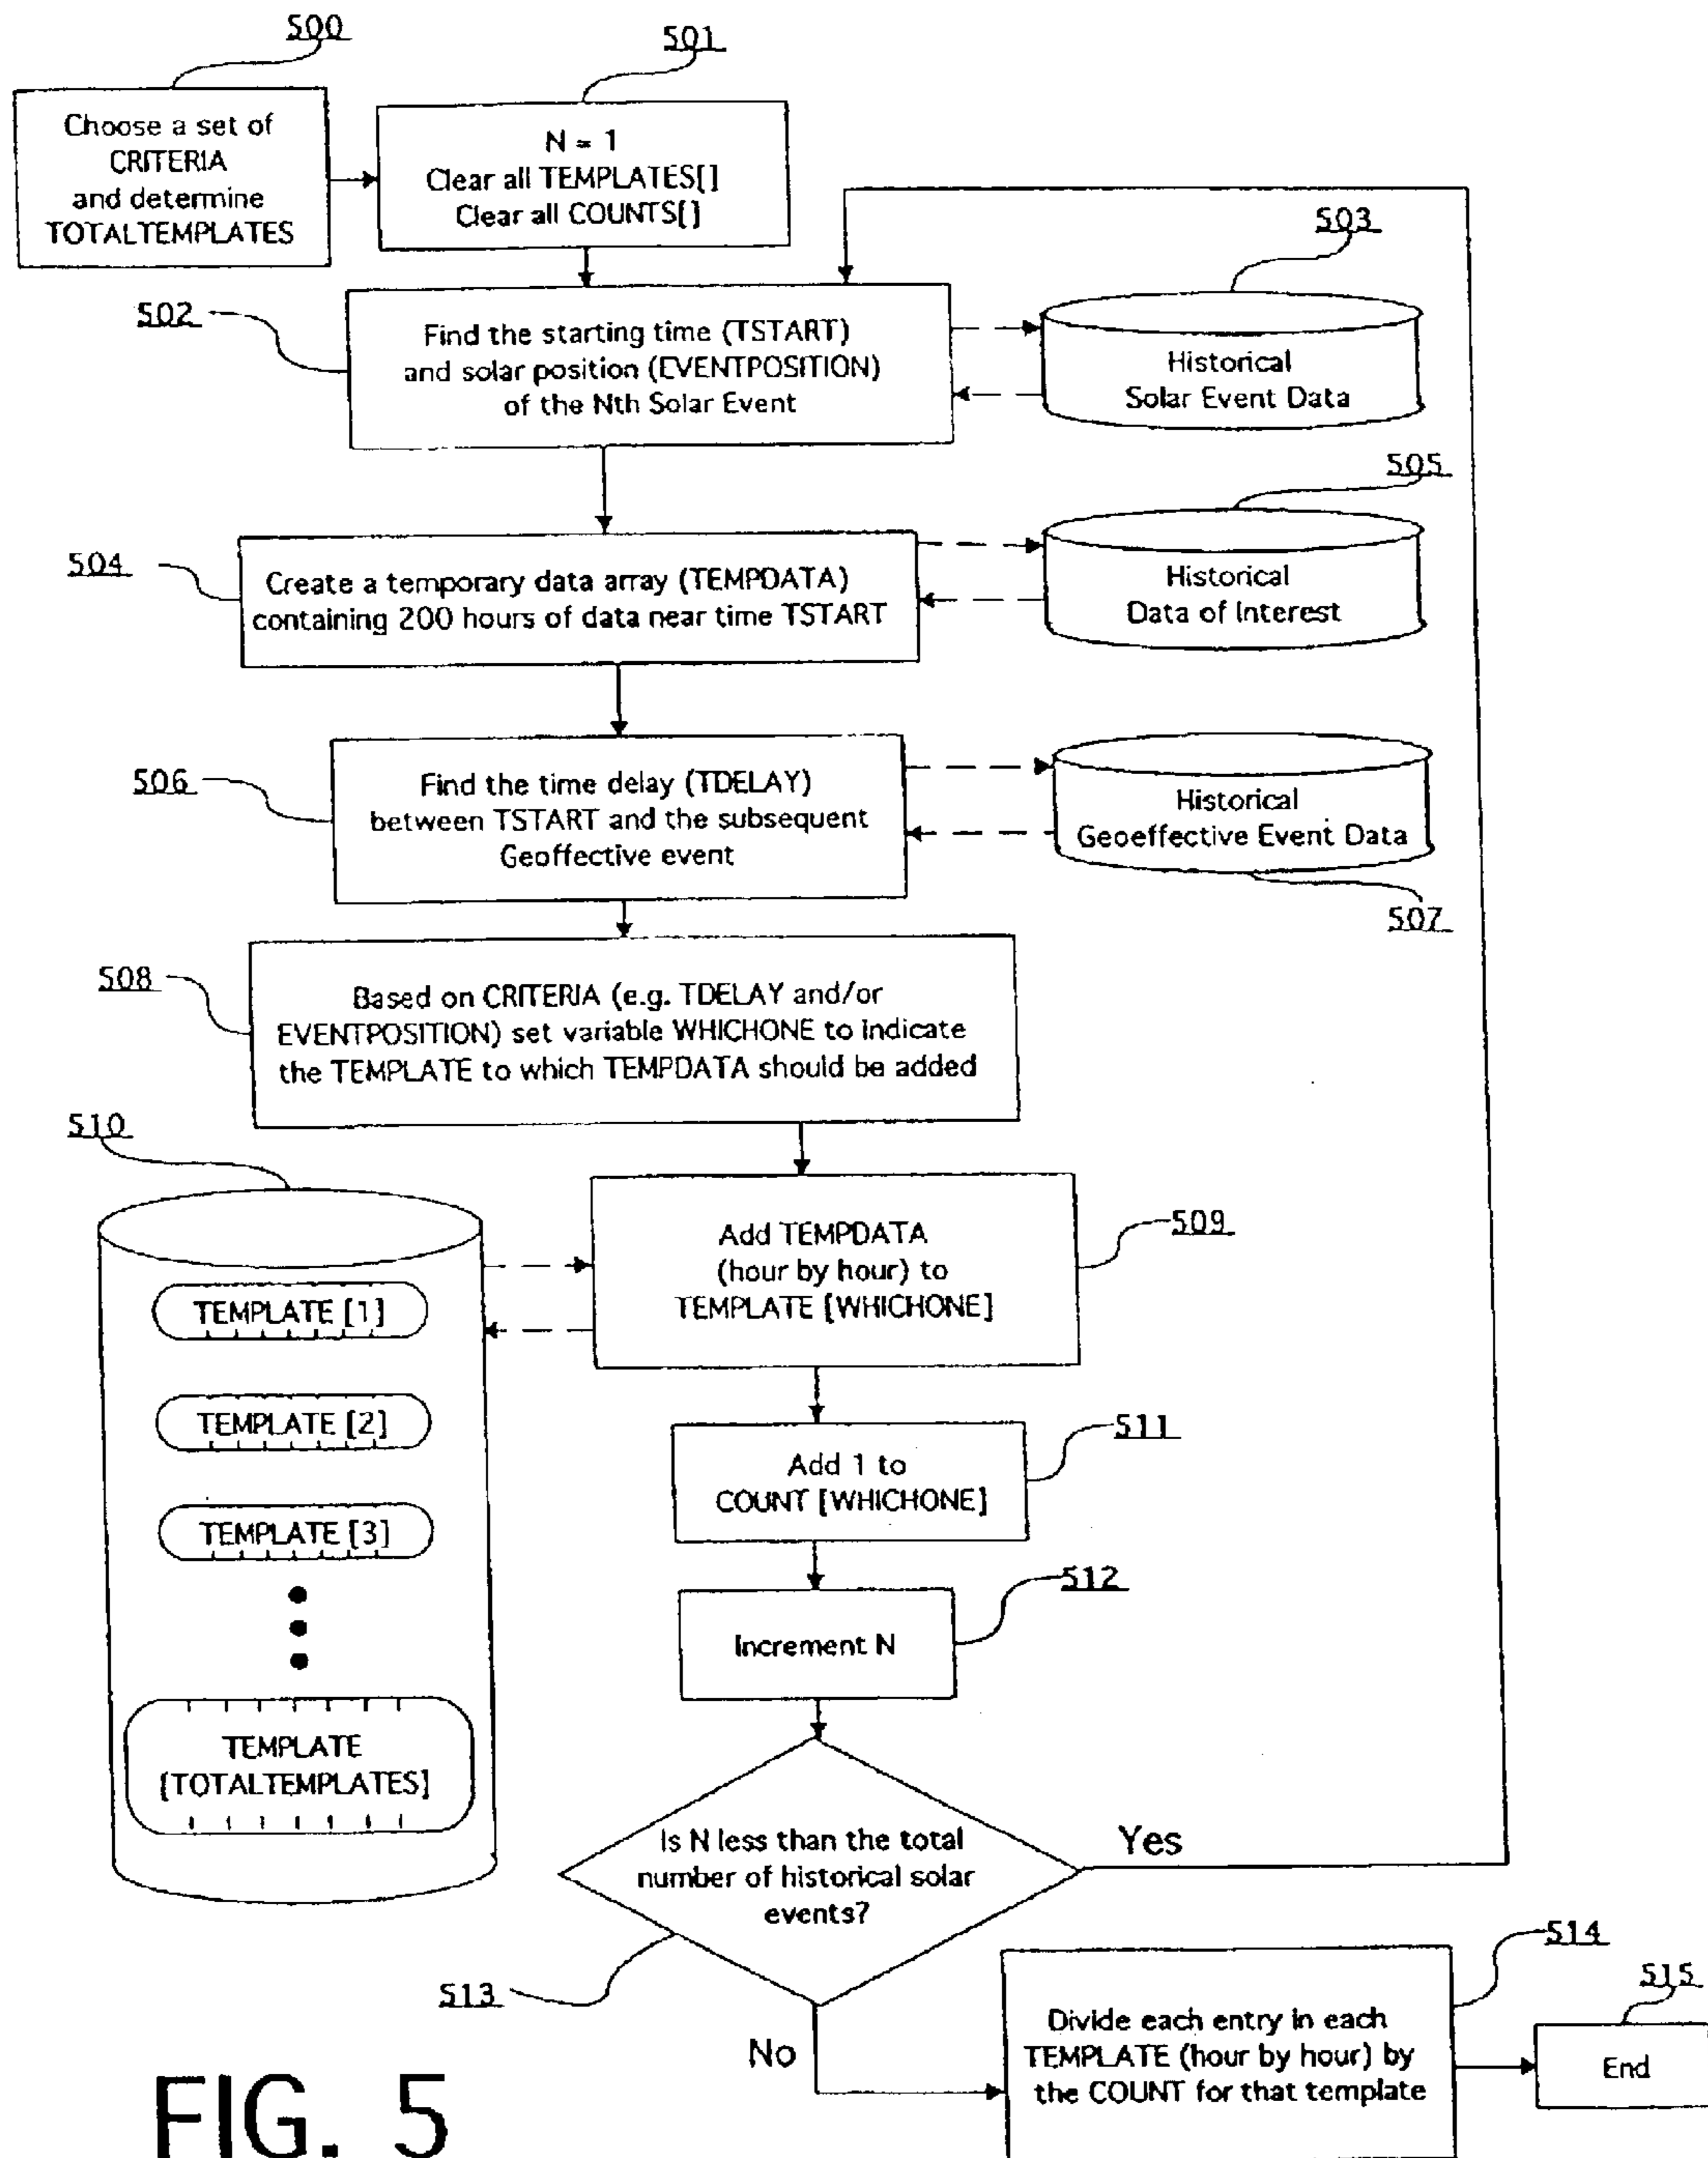 500
501
Choose a set of
CRITERIA
and determine
TOTALTEMPLATES
N = 1
Clear all TEMPLATES[]
Clear all COUNTS[]
502
503
Find the starting time (TSTART)
and solar position (EVENTPOSITION)
of the Nth Solar Event
Historical
Solar Event Data
504
505
Create a temporary data array (TEMPDATA)
containing 200 hours of data near time TSTART
Historical
Data of Interest
506
Find the time delay (TDELAY)
between TSTART and the subsequent
Geoffective event
Historical
Geoeffective Event Data
507
508
Based on CRITERIA (e.g. TDELAY and/or
EVENTPOSITION) set variable WHICHONE to indicate
the TEMPLATE to which TEMPDATA should be added
510
509
Add TEMPDATA
(hour by hour) to
TEMPLATE [WHICHONE]
TEMPLATE [1]
TEMPLATE [2]
TEMPLATE [3]
TEMPLATE
[TOTALTEMPLATES]
511
Add 1 to
COUNT [WHICHONE]
512
Increment N
Is N less than the total
number of historical solar
events?
Yes
513
No
514
Divide each entry in each
TEMPLATE (hour by hour) by
the COUNT for that template
515
End
FIG. 5